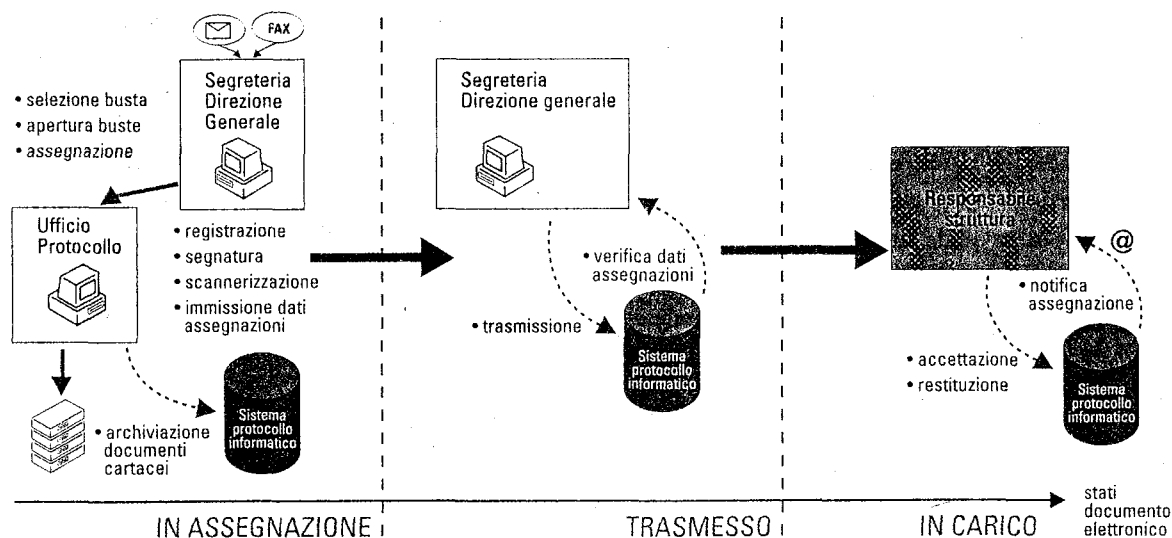 FAX
Segreteria
Direzione
Generale
• selezione busta
• apertura buste
• assegnazione
Ufficio
Protocollo
• registrazione
• segnatura
• scannerizzazione
• immissione dati
assegnazioni
• archiviazione
documenti
cartacei
Sistema
protocollo
informatico
IN ASSEGNAZIONE
Segreteria
Direzione generale
• verifica dati
assegnazioni
• trasmissione
Sistema
protocollo
informatico
TRASMESSO
Responsabile
struttura
@
• notifica
assegnazione
• accettazione
• restituzione
Sistema
protocollo
informatico
IN CARICO
stati
documento
elettronico